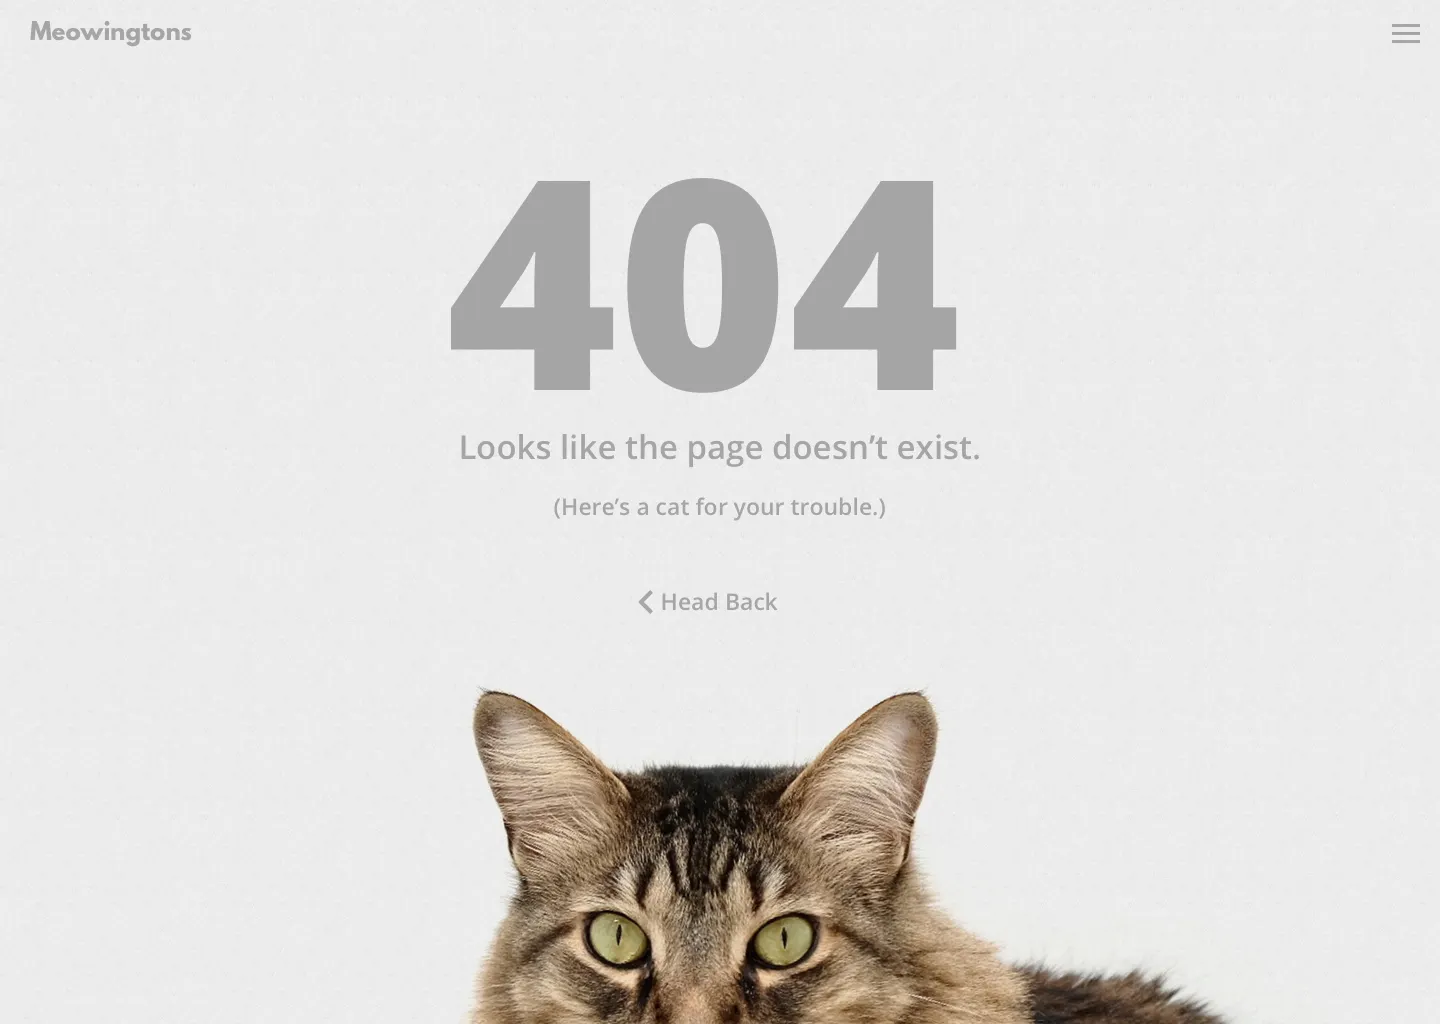 Meowingtons
404
Looks like the page doesn’t exist.
(Here’s a cat for your trouble.)
Head Back